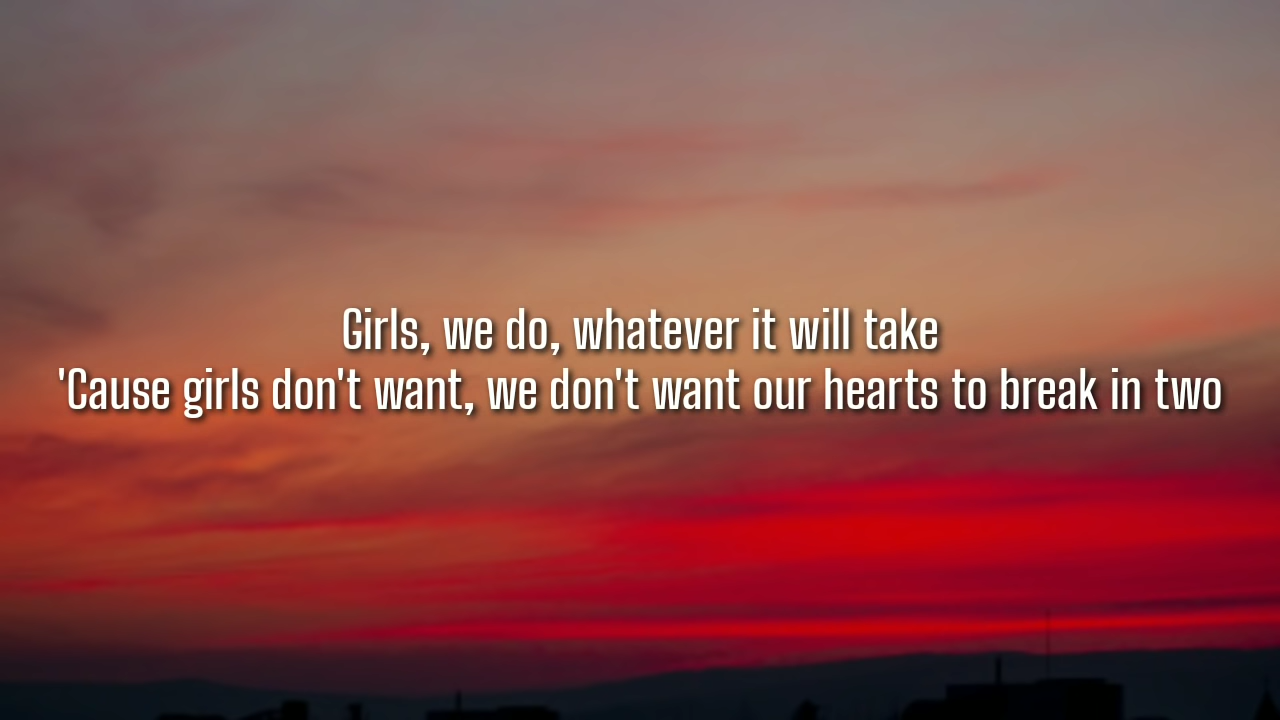 Girls, we do, whatever it will take
'Cause girls don't want, we don't want our hearts to break in two